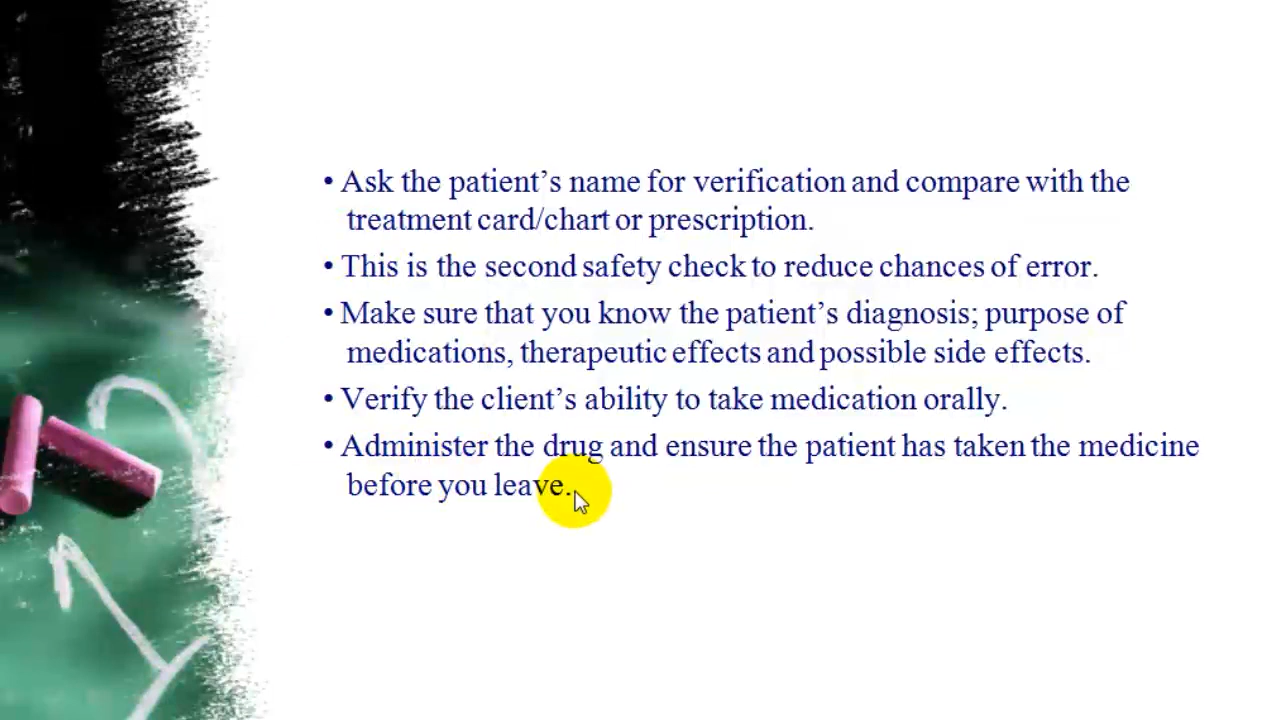 • Ask the patient’s name for verification and compare with the
treatment card/chart or prescription.
• This is the second safety check to reduce chances of error.
• Make sure that you know the patient’s diagnosis; purpose of
medications, therapeutic effects and possible side effects.
• Verify the client’s ability to take medication orally.
• Administer the drug and ensure the patient has taken the medicine
before you leave.